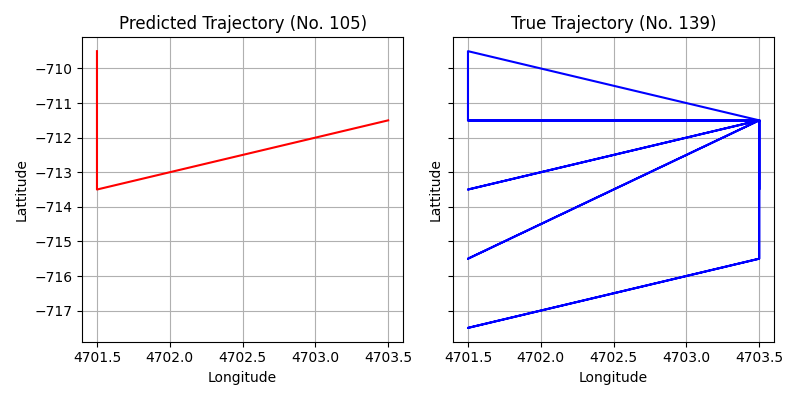 Predicted Trajectory (No. 105)
True Trajectory (No. 139)
Lattitude
−710
−711
−712
−713
−714
−715
−716
−717
4701.5 4702.0 4702.5 4703.0 4703.5
Longitude
Lattitude
4701.5 4702.0 4702.5 4703.0 4703.5
Longitude